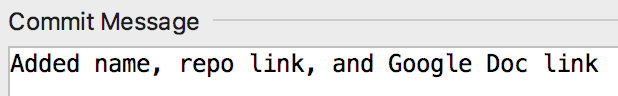 Commit Message
Added name, repo link, and Google Doc link